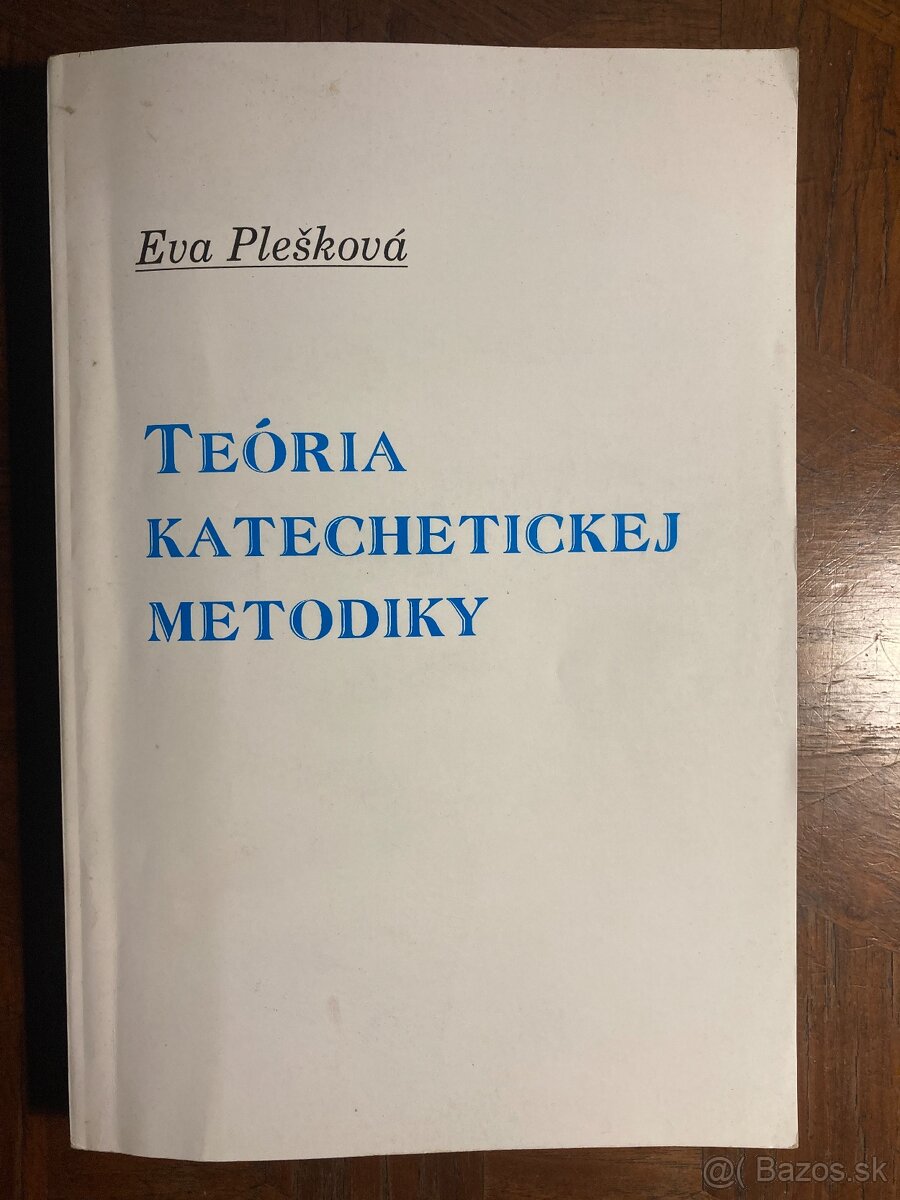 Eva Plešková
TEÓRIA
KATECHETICKEJ
METODIKY
@( Bazos.sk